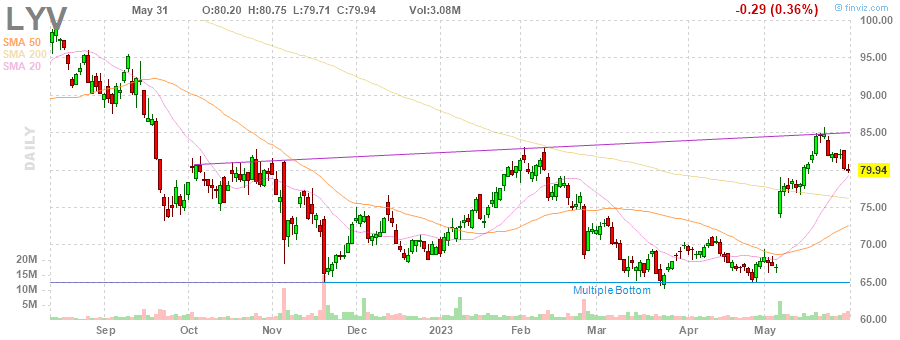 LYV May 31 O:80.20 H:80.75 L:79.71 C:79.94 Vol:3.08M -0.29 (0.36%) © finviz.com
SMA 50
SMA 200
SMA 20
DAILY
100.00
95.00
90.00
85.00
79.94
75.00
70.00
65.00
60.00
20M
15M
10M
5M
Multiple Bottom
Sep Oct Nov Dec 2023 Feb Mar Apr May